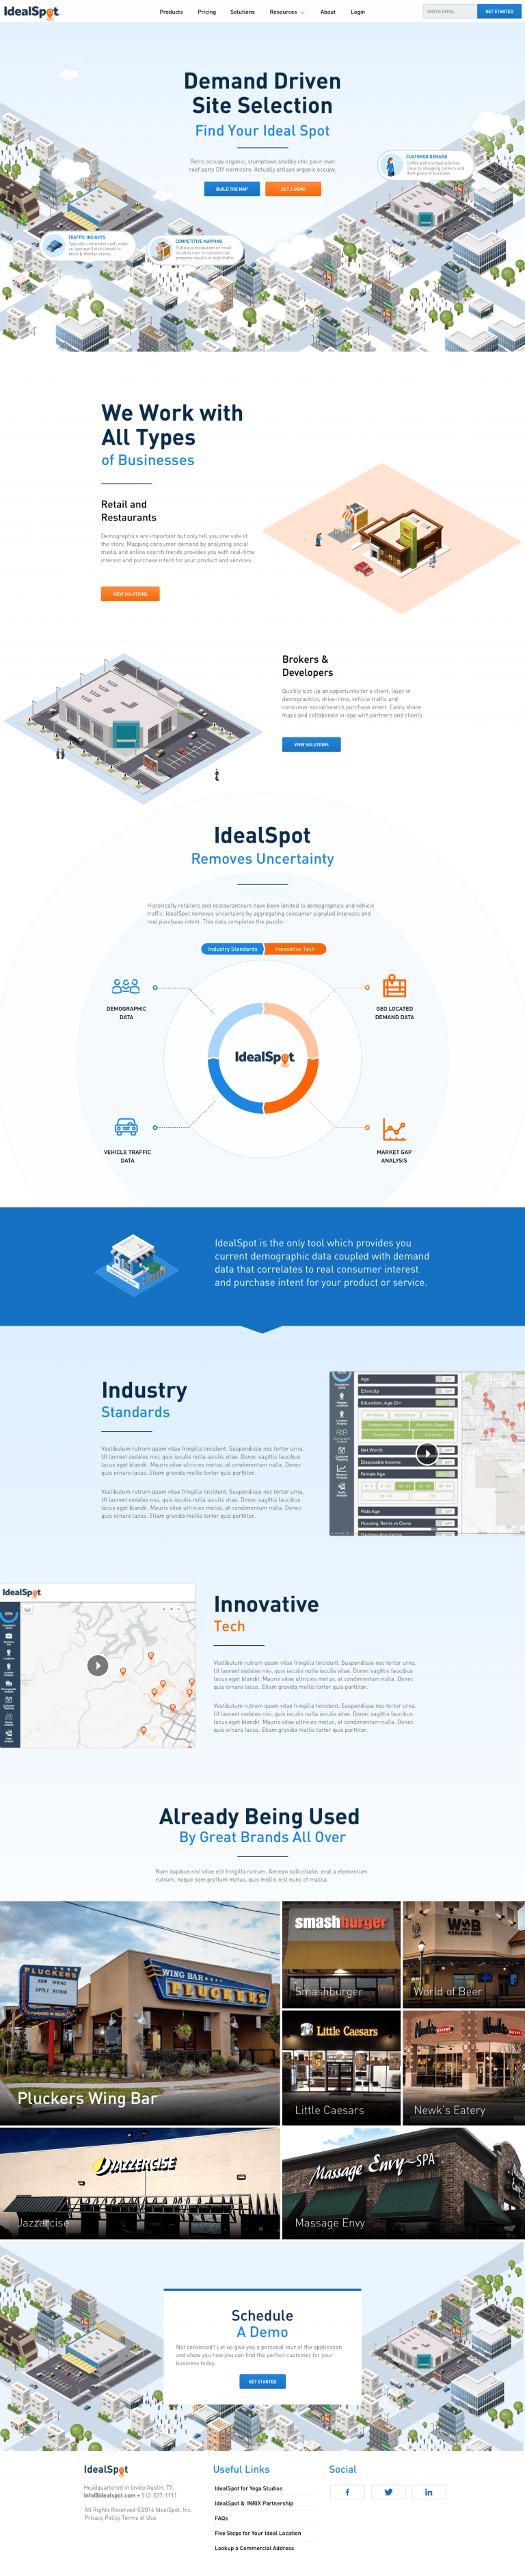 IdealSpot
Products Pricing Solutions Resources About Login
ENTER EMAIL
GET STARTED
Demand Driven
Site Selection
Find Your Ideal Spot
Retro occupy organic, stumptown shabby chic pour-over
roof party DIY normcore. Actually artisan organic occupy.
BUILD THE MAP
GET A DEMO
CUSTOMER DEMAND
Coffee patrons typically live
close to shopping centers and
their place of business.
TRAFFIC INSIGHTS
Typically commuters will make
brick & mortar stores.
COMPETITIVE MAPPING
Putting a restaurant or retail
location next to commercial
property results in high traffic
We Work with
All Types
of Businesses
Retail and
Restaurants
Demographics are important but only tell you one side of
the story. Mapping consumer demand by analyzing social
media and online search trends provides you with real-time
interest and purchase intent for your product and services.
VIEW SOLUTIONS
Brokers &
Developers
Quickly size up an opportunity for a client, layer in
demographics, drive-time, vehicle traffic and
consumer social/search purchase intent. Easily share
maps and collaborate in-app with partners and clients
VIEW SOLUTIONS
IdealSpot
Removes Uncertainty
Historically retailers and restauranteurs have been limited to demographics and vehicle
traffic. IdealSpot removes uncertainty by aggregating consumer signaled interests and
real purchase intent. This data completes the puzzle.
Industry Standards
Innovative Tech
DEMOGRAPHIC
DATA
GEO LOCATED
DEMAND DATA
IdealSpot
VEHICLE TRAFFIC
DATA
MARKET GAP
ANALYSIS
IdealSpot is the only tool which provides you
current demographic data coupled with demand
data that correlates to real consumer interest
and purchase intent for your product or service.
Industry
Standards
Vestibulum rutrum quam vitae fringilla tincidunt. Suspendisse nec tortor urna.
Ut laoreet sodales nisi, quis iaculis nulla iaculis vitae. Donec sagittis faucibus
lacus eget blandit. Mauris vitae ultricies metus, at condimentum nulla. Donec
quis ornare lacus. Etiam gravida mollis tortor quis porttitor.
Vestibulum rutrum quam vitae fringilla tincidunt. Suspendisse nec tortor urna.
Ut laoreet sodales nisi, quis iaculis nulla iaculis vitae. Donec sagittis faucibus
lacus eget blandit. Mauris vitae ultricies metus, at condimentum nulla. Donec
quis ornare lacus. Etiam gravida mollis tortor quis porttitor.
Age
Ethnicity
Education, Age 25+
Net Worth
Disposable Income
Female Age
Male Age
Housing: Rents vs Owns
IdealSpot
Innovative
Tech
Vestibulum rutrum quam vitae fringilla tincidunt. Suspendisse nec tortor urna.
Ut laoreet sodales nisi, quis iaculis nulla iaculis vitae. Donec sagittis faucibus
lacus eget blandit. Mauris vitae ultricies metus, at condimentum nulla. Donec
quis ornare lacus. Etiam gravida mollis tortor quis porttitor.
Vestibulum rutrum quam vitae fringilla tincidunt. Suspendisse nec tortor urna.
Ut laoreet sodales nisi, quis iaculis nulla iaculis vitae. Donec sagittis faucibus
lacus eget blandit. Mauris vitae ultricies metus, at condimentum nulla. Donec
quis ornare lacus. Etiam gravida mollis tortor quis porttitor.
Already Being Used
By Great Brands All Over
Nam dapibus nisl vitae elit fringilla rutrum. Aenean sollicitudin, erat a elementum
rutrum, neque sem pretium metus, quis mollis nisl nunc et massa.
PLUCKERS
NOW HIRING
APPLY WITHIN
WING BAR
PLUCKERS
Pluckers Wing Bar
smashburger
Smashburger
WOB
WORLD OF BEER
World of Beer
Little Caesars
Little Caesars
Newk's
EATERY
Newk's Eatery
JAZZERCISE
Jazzercise
Massage Envy SPA
Massage Envy
Schedule
A Demo
Not convinced? Let us give you a personal tour of the application
and show you how you can find the perfect customer for your
business today.
GET STARTED
IdealSpot
Headquartered in lovely Austin, TX.
info@idealspot.com • 512-537-1111
All Rights Reserved ©2016 IdealSpot, Inc.
Privacy Policy Terms of Use
Useful Links
IdealSpot for Yoga Studios
IdealSpot & INRIX Partnership
FAQs
Five Steps for Your Ideal Location
Lookup a Commercial Address
Social